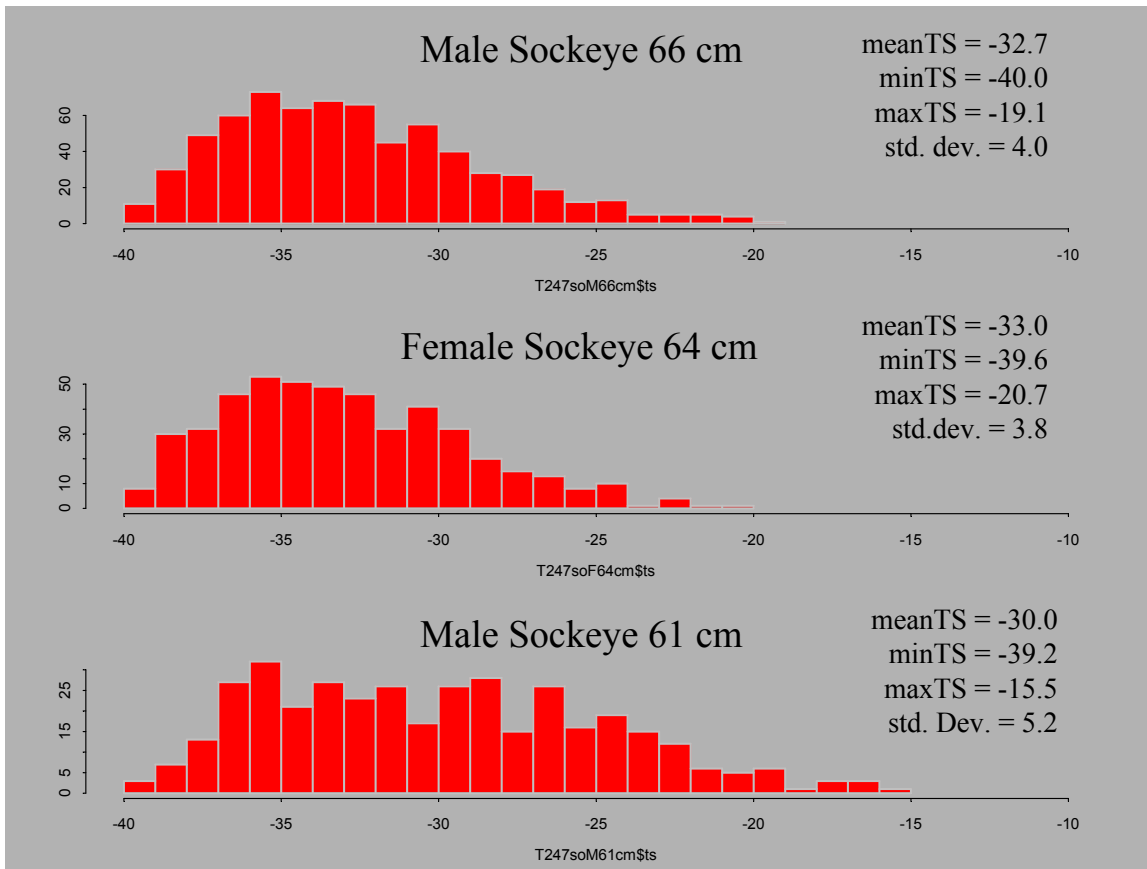 Male Sockeye 66 cm
meanTS = -32.7
minTS = -40.0
maxTS = -19.1
std. dev. = 4.0
60
40
20
0
-40 -35 -30 -25 -20 -15 -10
T247soM66cm$ts
Female Sockeye 64 cm
meanTS = -33.0
minTS = -39.6
maxTS = -20.7
std.dev. = 3.8
50
30
10
0
-40 -35 -30 -25 -20 -15 -10
T247soF64cm$ts
Male Sockeye 61 cm
meanTS = -30.0
minTS = -39.2
maxTS = -15.5
std. Dev. = 5.2
25
15
5
0
-40 -35 -30 -25 -20 -15 -10
T247soM61cm$ts